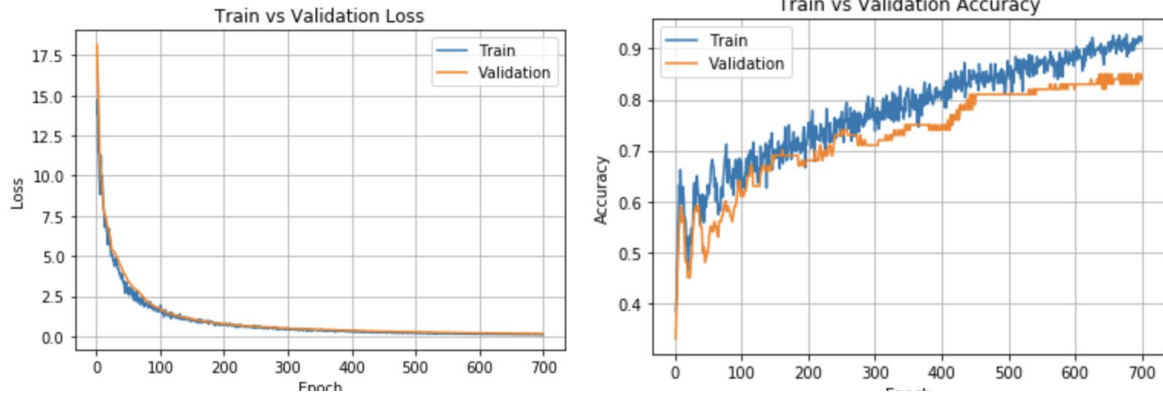 Train vs Validation Loss
Train
Validation
17.5
15.0
12.5
10.0
7.5
5.0
2.5
0.0
Loss
0 100 200 300 400 500 600 700
Epoch
Train vs Validation Accuracy
Train
Validation
0.9
0.8
0.7
0.6
0.5
0.4
Accuracy
0 100 200 300 400 500 600 700